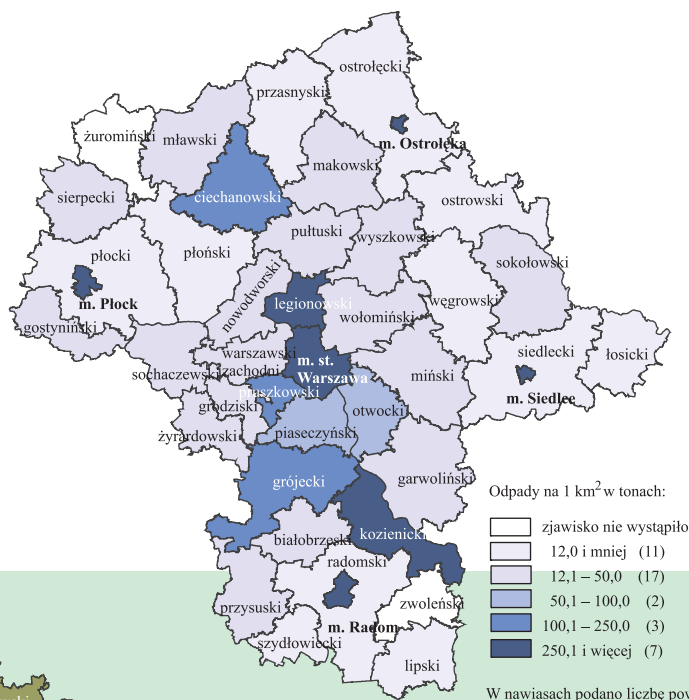 ostrołęcki
przasnyski
żuromiński
mławski
m. Ostrołęka
makowski
sierpecki
ciechanowski
ostrowski
pułtuski
wyszkowski
płocki
płoński
sokołowski
nowodworski
m. Płock
legionowski
węgrowski
gostyniński
wołomiński
warszawski
zachodni
m. st.
Warszawa
siedlecki
łosicki
sochaczewski
miński
pruszkowski
m. Siedlce
grodziski
otwocki
żyrardowski
piaseczyński
garwoliński
grójecki
białobrzeski
kozienicki
radomski
przysuski
zwoleński
m. Radom
szydłowiecki
lipski
Odpady na 1 km2 w tonach:
zjawisko nie wystąpiło
12,0 i mniej (11)
12,1 – 50,0 (17)
50,1 – 100,0 (2)
100,1 – 250,0 (3)
250,1 i więcej (7)
W nawiasach podano liczbę